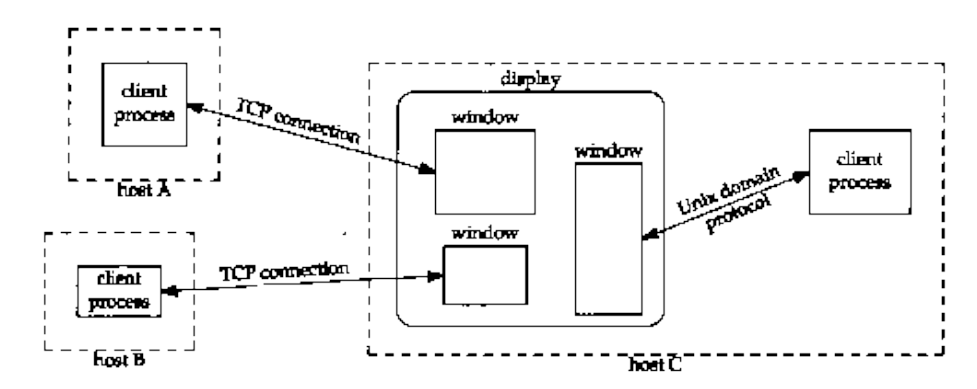 client
process
host A
TCP connection
display
window
window
client
process
Unix domain
protocol
window
client
process
TCP connection
host B
host C